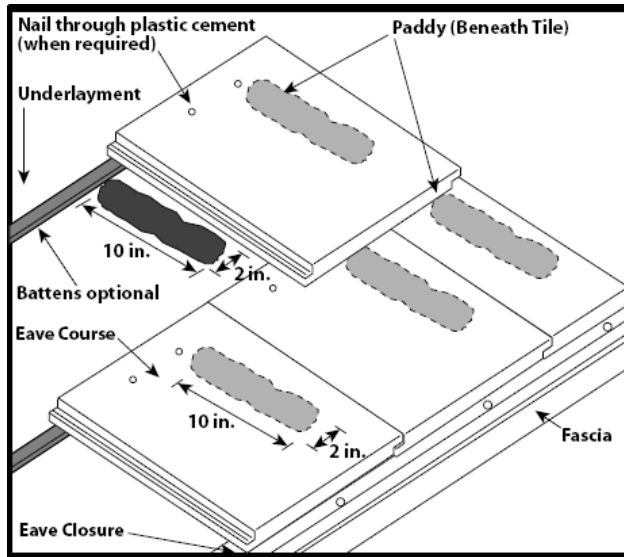 Nail through plastic cement
(when required)
Paddy (Beneath Tile)
Underlayment
10 in.
2 in.
Battens optional
Eave Course
10 in.
2 in.
Fascia
Eave Closure